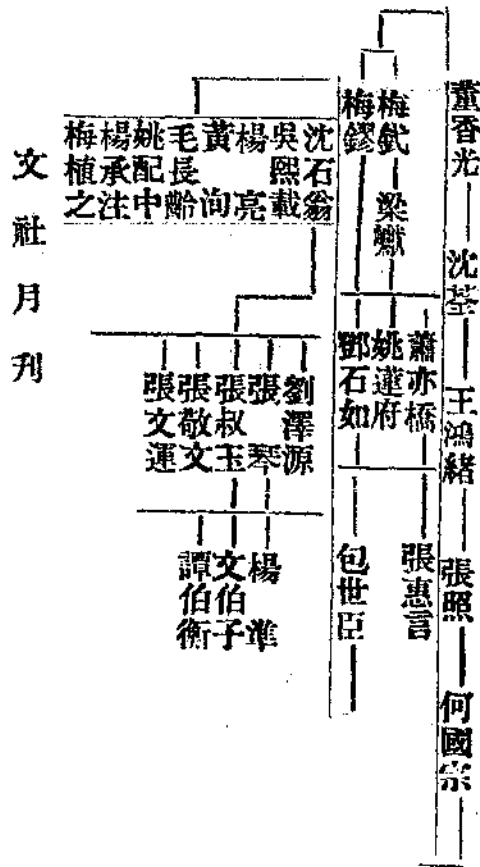 董香光 沈荃 王鴻緒 張照 何國宗
梅釴 梁巘
梅鏐
蕭亦橋 張惠言
姚蓮府
鄧石如 包世臣
沈石翁
吳熙載
楊亮
黃洵
毛長齡
姚配中
楊承注
梅植之
劉澤源
張琴 楊準
張叔玉 文伯子
張敬文 譚伯衡
張文運
文社月刊